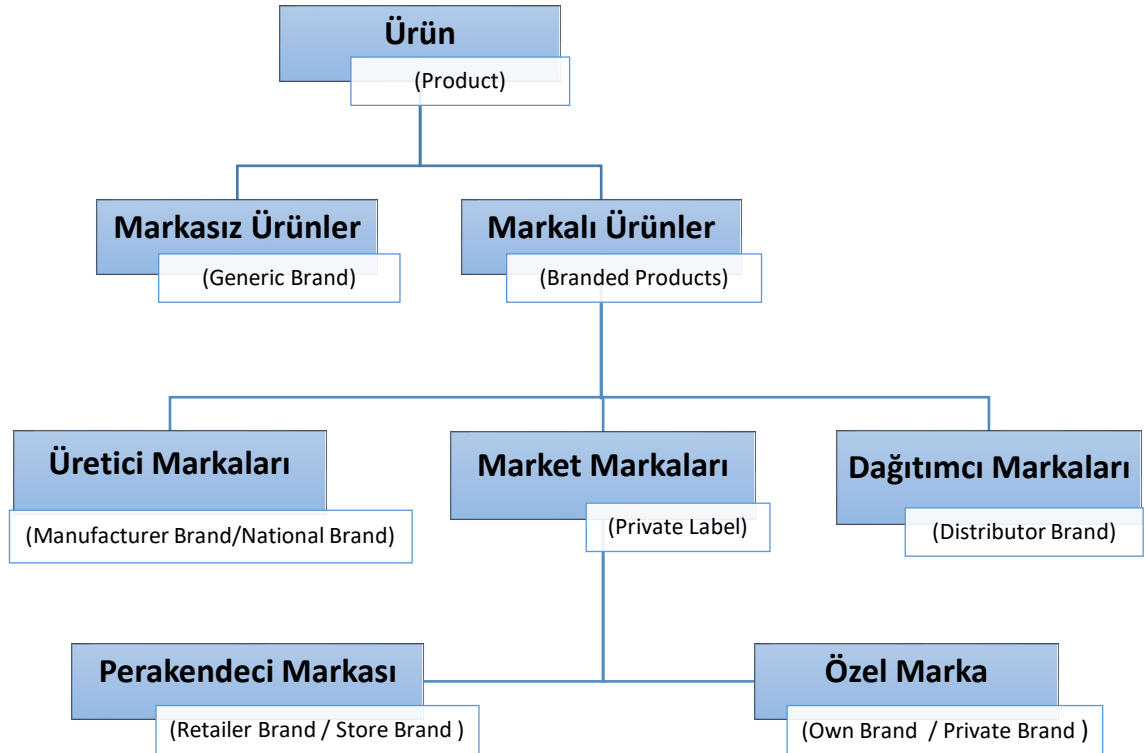 Ürün
(Product)
Markasız Ürünler
(Generic Brand)
Markalı Ürünler
(Branded Products)
Üretici Markaları
(Manufacturer Brand/National Brand)
Market Markaları
(Private Label)
Dağıtımcı Markaları
(Distributor Brand)
Perakendeci Markası
(Retailer Brand / Store Brand )
Özel Marka
(Own Brand / Private Brand )